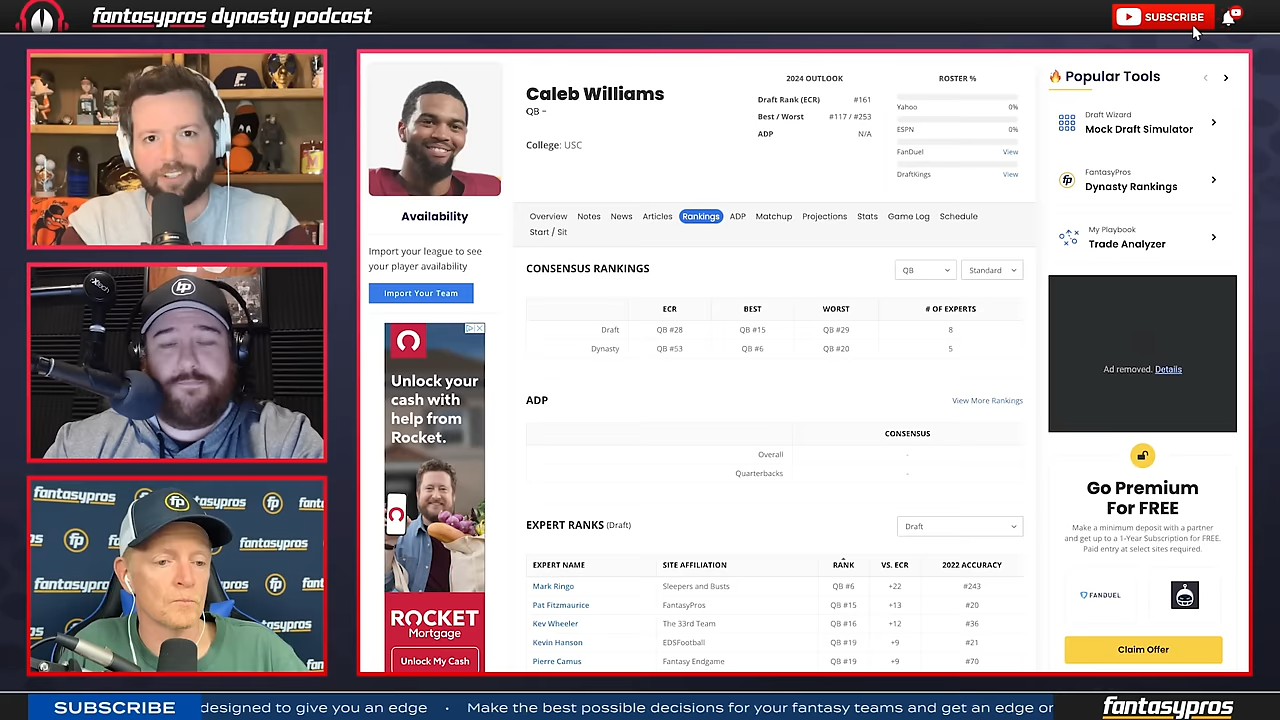 fantasypros dynasty podcast
SUBSCRIBE
Caleb Williams
QB -
College: USC
2024 OUTLOOK
Draft Rank (ECR) #161
Best / Worst #117 / #253
ADP N/A
ROSTER %
Yahoo 0%
ESPN 0%
FanDuel View
DraftKings View
Availability
Import your league to see
your player availability
Import Your Team
Overview Notes News Articles Rankings ADP Matchup Projections Stats Game Log Schedule
Start / Sit
CONSENSUS RANKINGS
QB Standard
ECR BEST WORST # OF EXPERTS
Draft QB #28 QB #15 QB #29 8
Dynasty QB #53 QB #6 QB #20 5
ADP
View More Rankings
CONSENSUS
Overall -
Quarterbacks -
EXPERT RANKS (Draft)
Draft
EXPERT NAME SITE AFFILIATION RANK VS. ECR 2022 ACCURACY
Mark Ringo Sleepers and Busts QB #6 +22 #243
Pat Fitzmaurice FantasyPros QB #15 +13 #20
Kev Wheeler The 33rd Team QB #16 +12 #36
Kevin Hanson EDSFootball QB #19 +9 #21
Pierre Camus Fantasy Endgame QB #19 +9 #70
Unlock your
cash with
help from
Rocket.
ROCKET
Mortgage
Unlock My Cash
Popular Tools
Draft Wizard
Mock Draft Simulator
fp
FantasyPros
Dynasty Rankings
My Playbook
Trade Analyzer
Ad removed. Details
Go Premium
For FREE
Make a minimum deposit with a partner
and get up to a 1-Year Subscription for FREE.
Paid entry at select sites required.
FANDUEL
Claim Offer
fp
fantasypros
fp
fantasypros
fp
fantasypros
SUBSCRIBE
designed to give you an edge • Make the best possible decisions for your fantasy teams and get an edge or
fantasypros